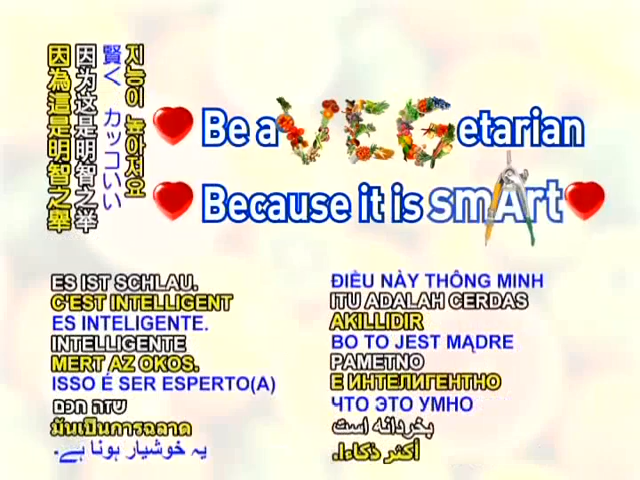 因為這是明智之舉
因为这是明智之举
賢く カッコいい
지능이 높아져요
Be a VEGetarian
Because it is smArt
ES IST SCHLAU.
C'EST INTELLIGENT
ES INTELIGENTE.
INTELLIGENTE
MERT AZ OKOS.
ISSO É SER ESPERTO(A)
שזה חכם
มันเป็นการฉลาด
یہ خوشیار ہونا ہے۔
ĐIỀU NÀY THÔNG MINH
ITU ADALAH CERDAS
AKILLIDIR
BO TO JEST MĄDRE
PAMETNO
Е ИНТЕЛИГЕНТНО
ЧТО ЭТО УМНО
بخردانه است
أكثر ذكاءا.